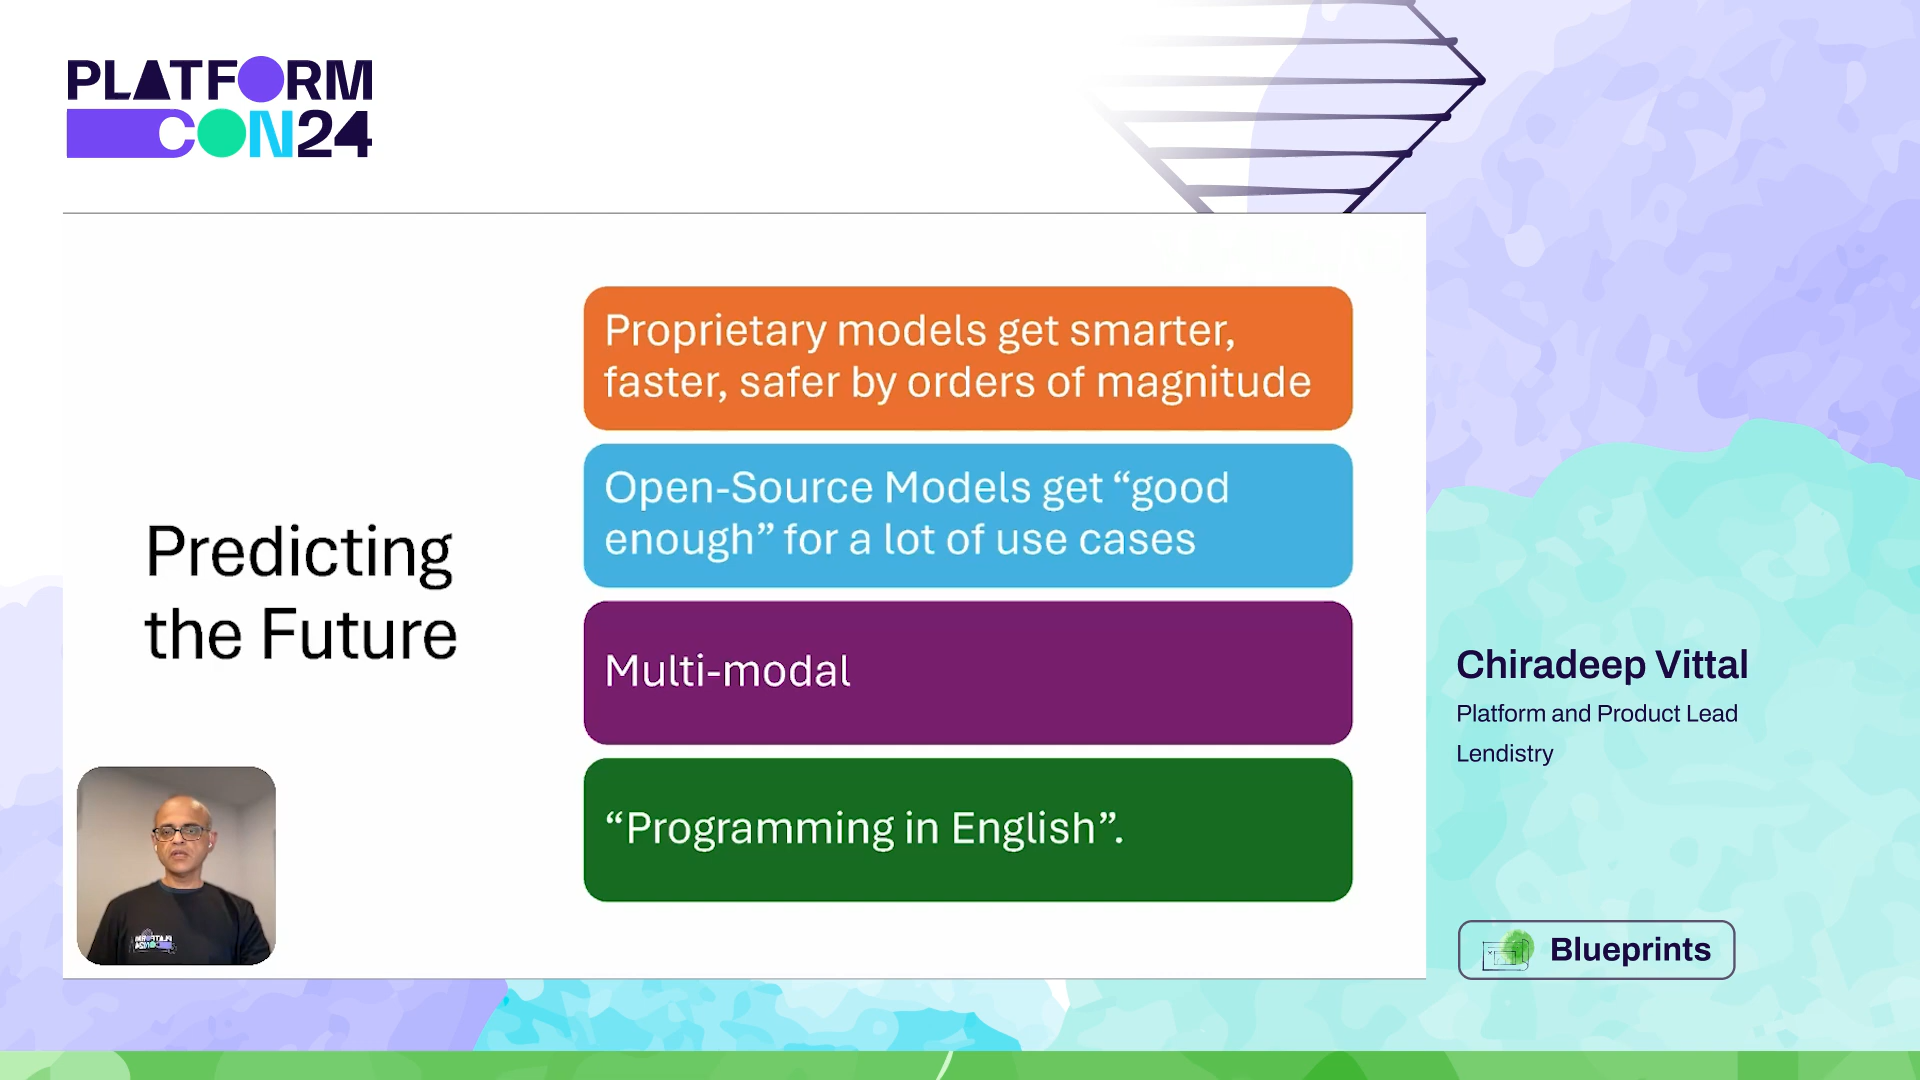 PLATFORM
CON24
Predicting
the Future
Proprietary models get smarter,
faster, safer by orders of magnitude
Open-Source Models get “good
enough” for a lot of use cases
Multi-modal
“Programming in English”.
Chiradeep Vittal
Platform and Product Lead
Lendistry
Blueprints